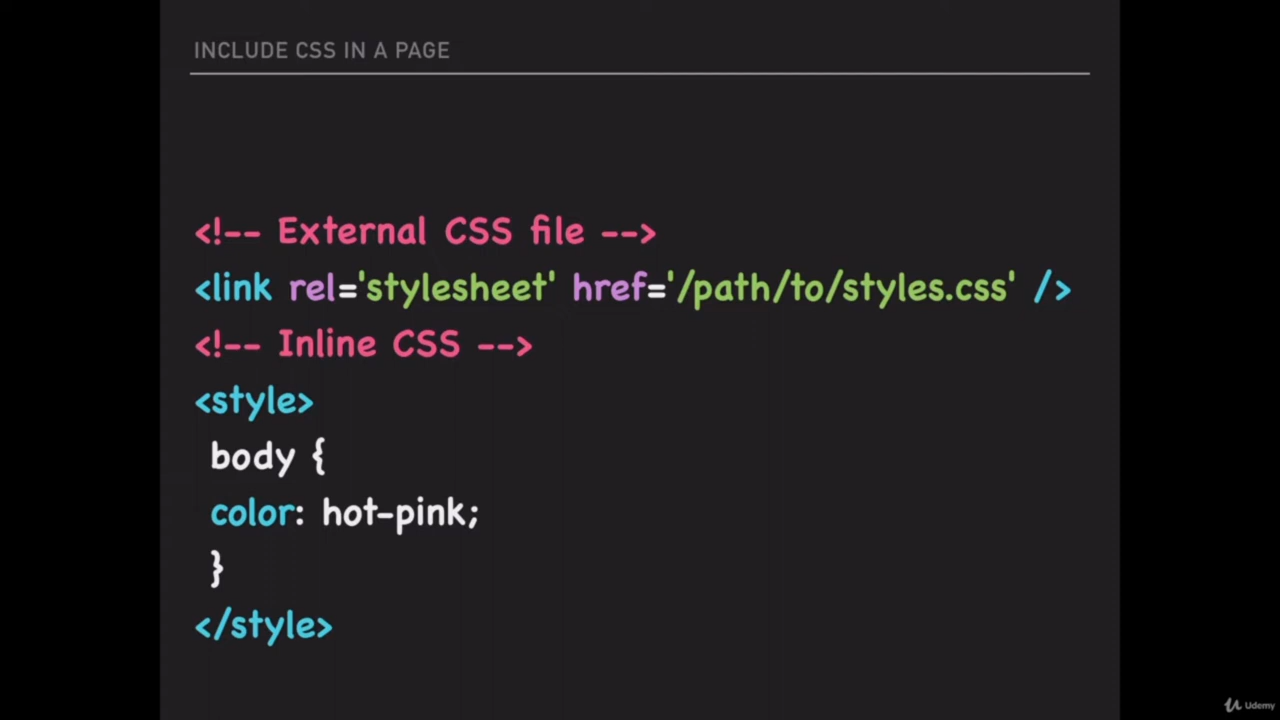 INCLUDE CSS IN A PAGE
<!-- External CSS file -->
<link rel='stylesheet' href='/path/to/styles.css' />
<!-- Inline CSS -->
<style>
body {
color: hot-pink;
}
</style>
Udemy